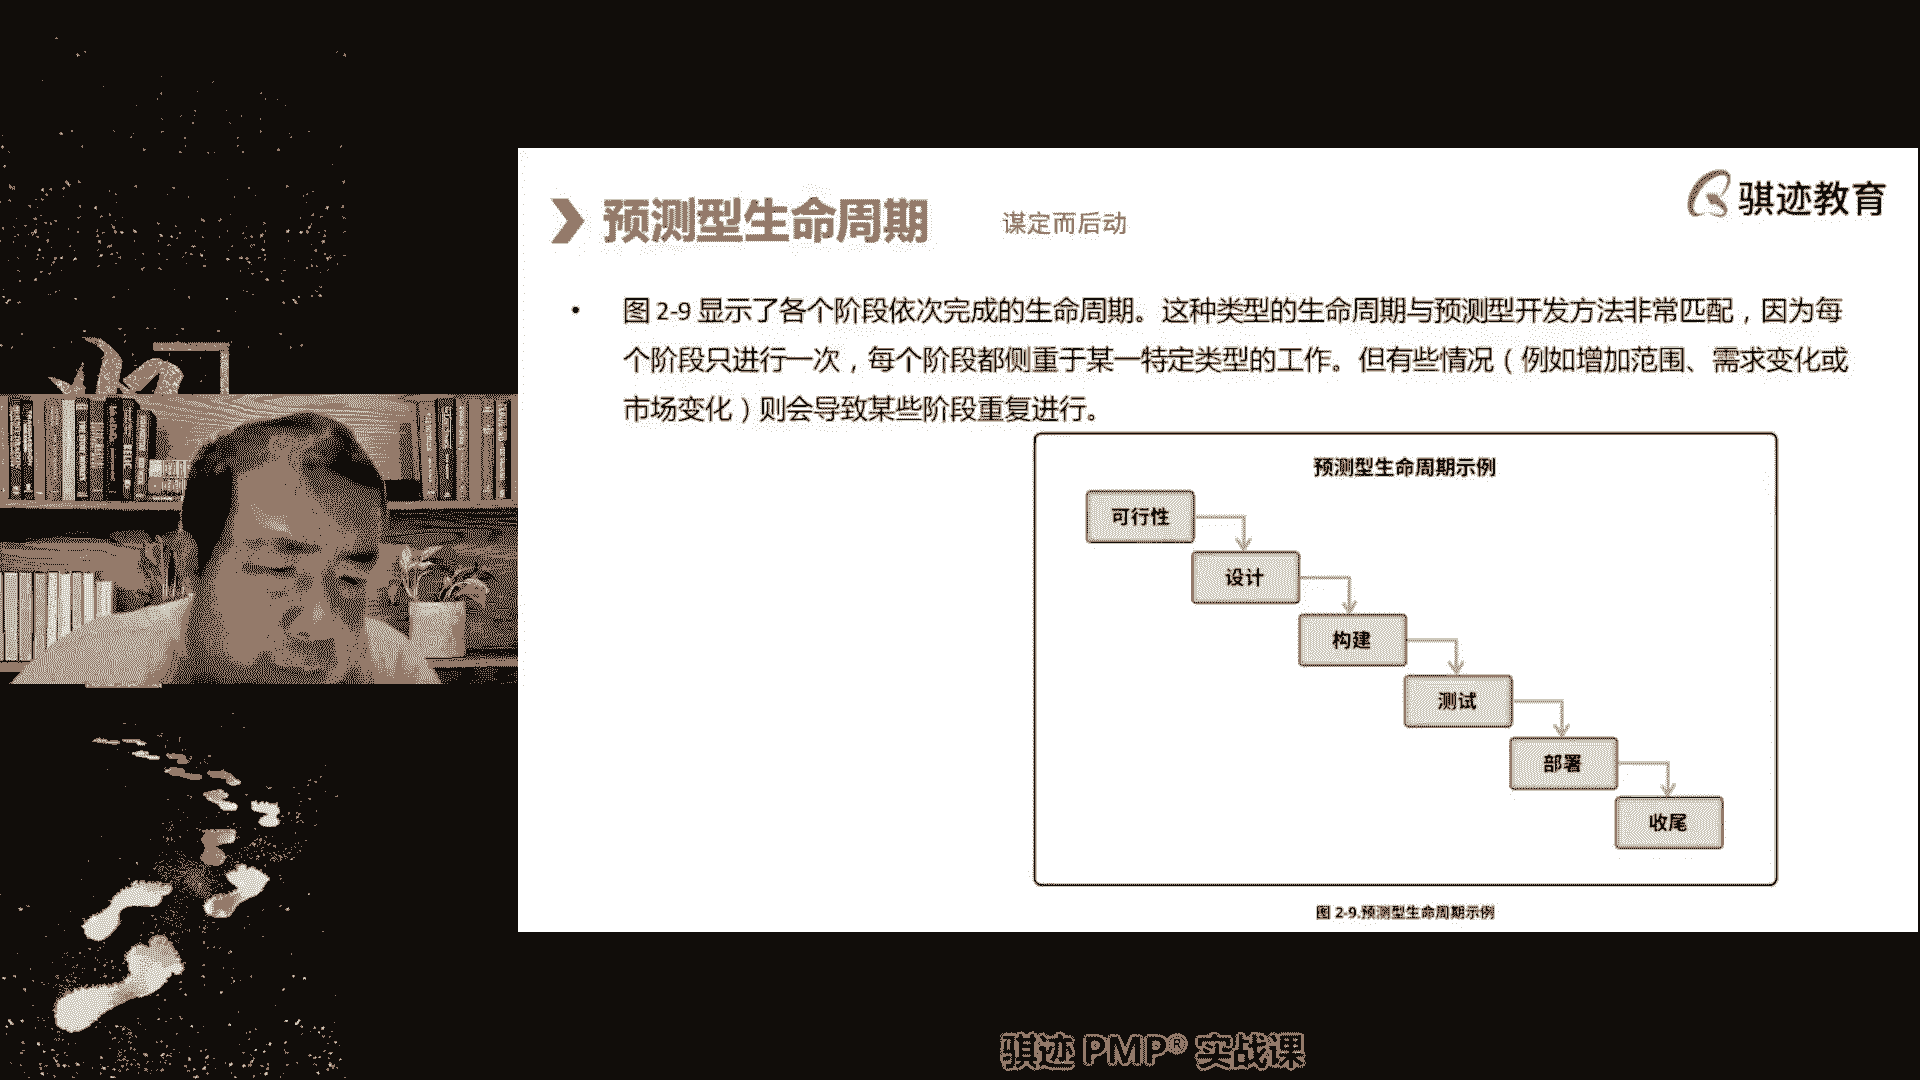 骐迹教育
预测型生命周期 谋定而后动
• 图 2-9 显示了各个阶段依次完成的生命周期。这种类型的生命周期与预测型开发方法非常匹配，因为每
个阶段只进行一次，每个阶段都侧重于某一特定类型的工作。但有些情况（例如增加范围、需求变化或
市场变化）则会导致某些阶段重复进行。
预测型生命周期示例
可行性
设计
构建
测试
部署
收尾
图 2-9.预测型生命周期示例
骐迹 PMP® 实战课